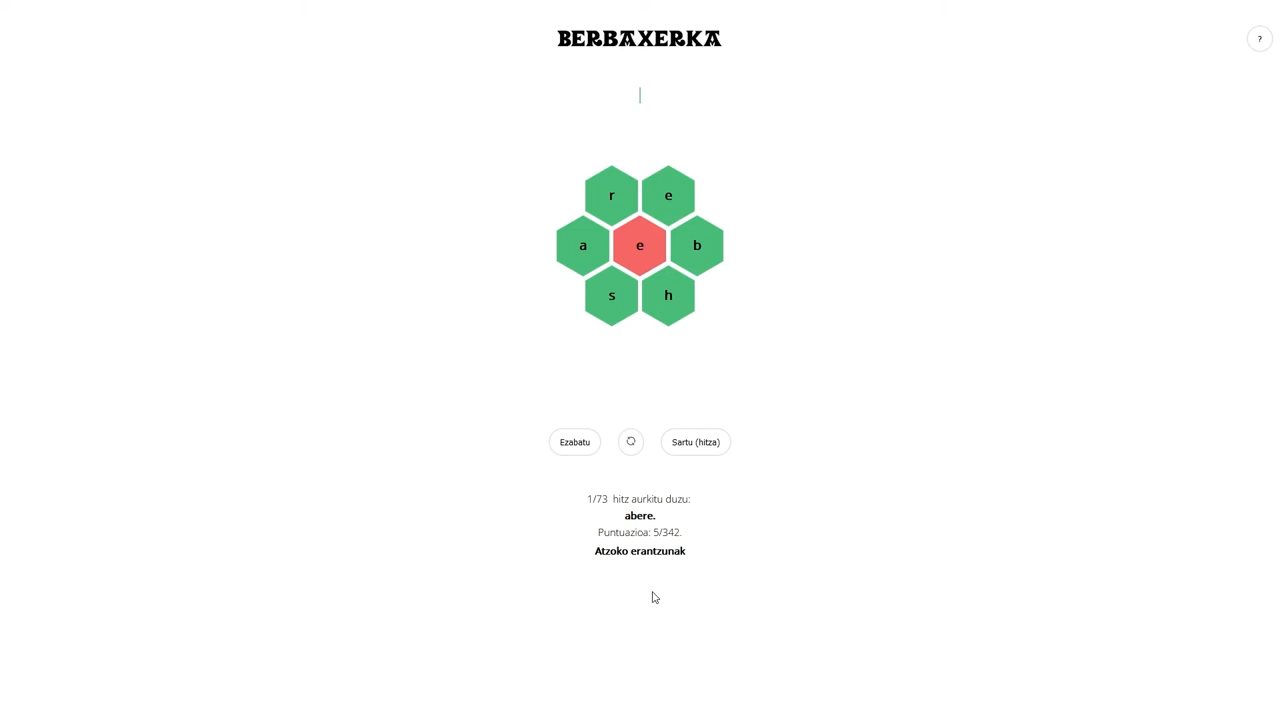 BERBAXERKA
?
r e
a e b
s h
Ezabatu Sartu (hitza)
1/73 hitz aurkitu duzu:
abere.
Puntuazioa: 5/342.
Atzoko erantzunak